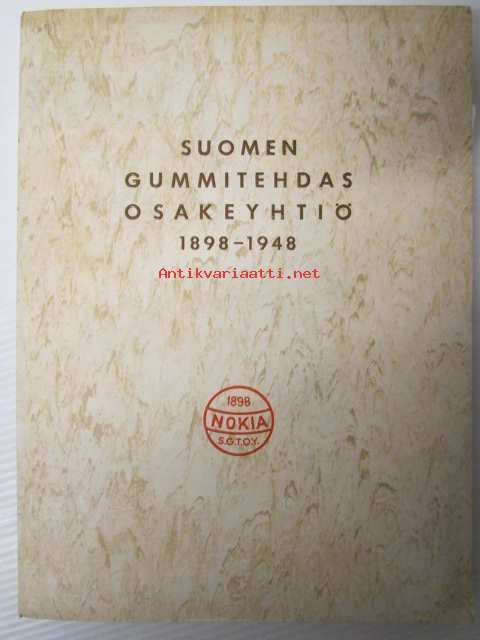 SUOMEN
GUMMITEHDAS
OSAKEYHTIÖ
1898-1948
Antikvariaatti.net
1898
NOKIA
S.G.T.O.Y.